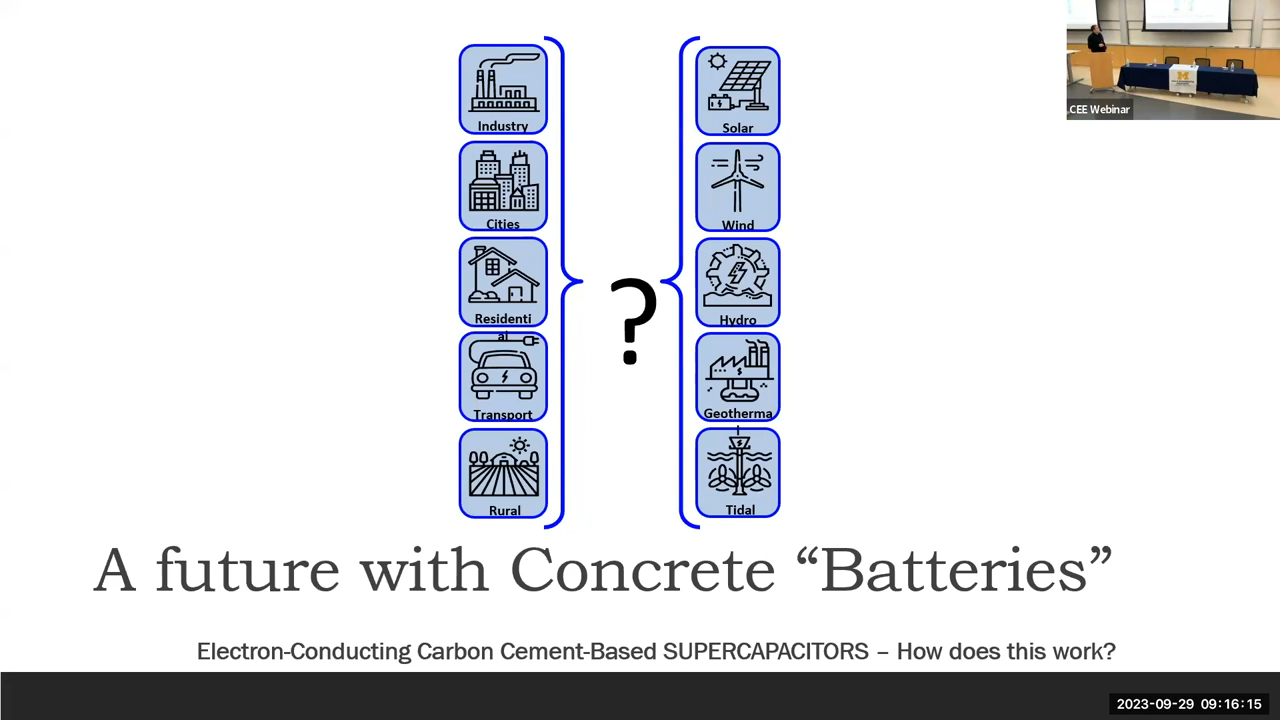 Industry
Cities
Residenti
al
Transport
Rural
?
Solar
Wind
Hydro
Geotherma
l
Tidal
M
CEE Webinar
A future with Concrete “Batteries”
Electron-Conducting Carbon Cement-Based SUPERCAPACITORS – How does this work?
2023-09-29 09:16:15